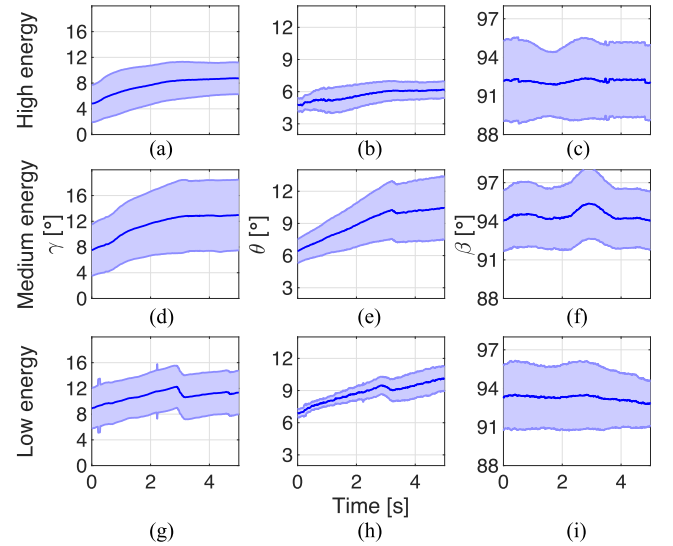 High energy
16
12
8
4
0
(a)
12
9
6
3
(b)
97
94
91
88
(c)
Medium energy
γ [°]
16
12
8
4
0
(d)
θ [°]
12
9
6
3
(e)
β [°]
97
94
91
88
(f)
Low energy
16
12
8
4
0
0 2 4
(g)
12
9
6
3
0 2 4
Time [s]
(h)
97
94
91
88
0 2 4
(i)